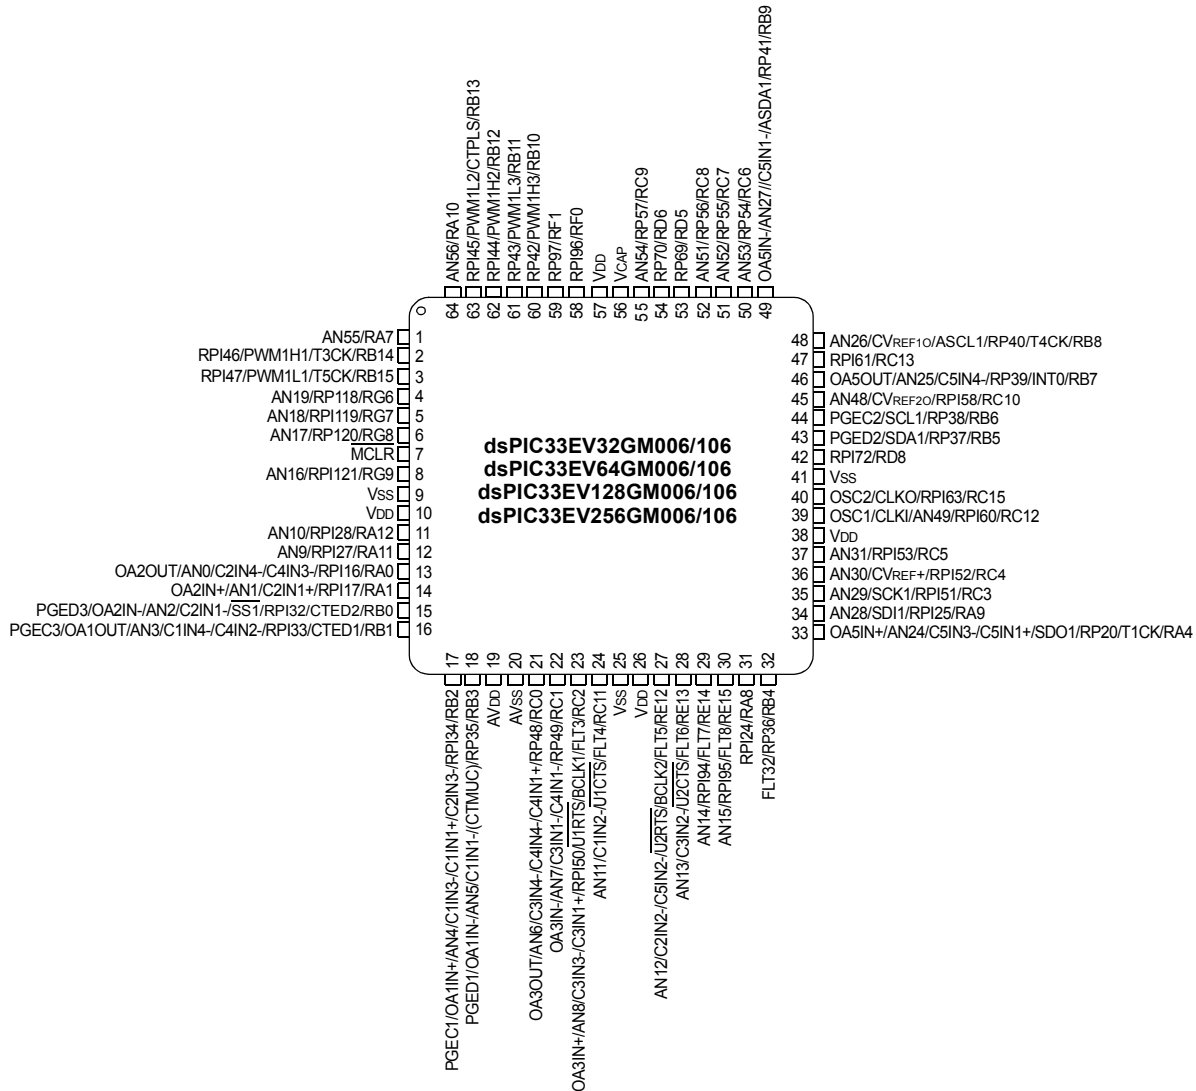 AN56/RA10
RPI45/PWM1L2/CTPLS/RB13
RPI44/PWM1H2/RB12
RP43/PWM1L3/RB11
RP42/PWM1H3/RB10
RP97/RF1
RPI96/RF0
VDD
VCAP
AN54/RP57/RC9
RP70/RD6
RP69/RD5
AN51/RP56/RC8
AN52/RP55/RC7
AN53/RP54/RC6
OA5IN-/AN27//C5IN1-/ASDA1/RP41/RB9
64 63 62 61 60 59 58 57 56 55 54 53 52 51 50 49
AN55/RA7 1
RPI46/PWM1H1/T3CK/RB14 2
RPI47/PWM1L1/T5CK/RB15 3
AN19/RP118/RG6 4
AN18/RPI119/RG7 5
AN17/RP120/RG8 6
MCLR 7
AN16/RPI121/RG9 8
VSS 9
VDD 10
AN10/RPI28/RA12 11
AN9/RPI27/RA11 12
OA2OUT/AN0/C2IN4-/C4IN3-/RPI16/RA0 13
OA2IN+/AN1/C2IN1+/RPI17/RA1 14
PGED3/OA2IN-/AN2/C2IN1-/SS1/RPI32/CTED2/RB0 15
PGEC3/OA1OUT/AN3/C1IN4-/C4IN2-/RPI33/CTED1/RB1 16
dsPIC33EV32GM006/106
dsPIC33EV64GM006/106
dsPIC33EV128GM006/106
dsPIC33EV256GM006/106
48 AN26/CVREF1O/ASCL1/RP40/T4CK/RB8
47 RPI61/RC13
46 OA5OUT/AN25/C5IN4-/RP39/INT0/RB7
45 AN48/CVREF2O/RPI58/RC10
44 PGEC2/SCL1/RP38/RB6
43 PGED2/SDA1/RP37/RB5
42 RPI72/RD8
41 VSS
40 OSC2/CLKO/RPI63/RC15
39 OSC1/CLKI/AN49/RPI60/RC12
38 VDD
37 AN31/RPI53/RC5
36 AN30/CVREF+/RPI52/RC4
35 AN29/SCK1/RPI51/RC3
34 AN28/SDI1/RPI25/RA9
33 OA5IN+/AN24/C5IN3-/C5IN1+/SDO1/RP20/T1CK/RA4
17 18 19 20 21 22 23 24 25 26 27 28 29 30 31 32
PGEC1/OA1IN+/AN4/C1IN3-/C1IN1+/C2IN3-/RPI34/RB2
PGED1/OA1IN-/AN5/C1IN1-/(CTMUC)/RP35/RB3
AVDD
AVSS
OA3OUT/AN6/C3IN4-/C4IN4-/C4IN1+/RP48/RC0
OA3IN-/AN7/C3IN1-/C4IN1-/RP49/RC1
OA3IN+/AN8/C3IN3-/C3IN1+/RPI50/U1RTS/BCLK1/FLT3/RC2
AN11/C1IN2-/U1CTS/FLT4/RC11
VSS
VDD
AN12/C2IN2-/C5IN2-/U2RTS/BCLK2/FLT5/RE12
AN13/C3IN2-/U2CTS/FLT6/RE13
AN14/RPI94/FLT7/RE14
AN15/RPI95/FLT8/RE15
RPI24/RA8
FLT32/RP36/RB4